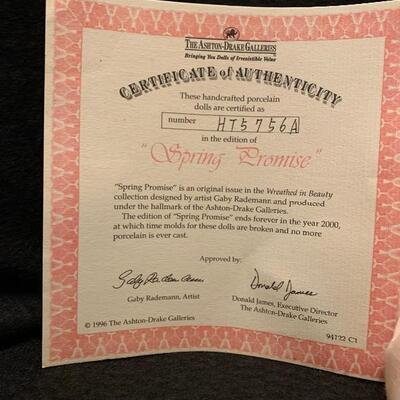 THE ASHTON-DRAKE GALLERIES
Bringing You Dolls of Irresistible Value
CERTIFICATE of AUTHENTICITY
These handcrafted porcelain
dolls are certified as
number HT5756A
in the edition of
"Spring Promise"
"Spring Promise" is an original issue in the Wreathed in Beauty
collection designed by artist Gaby Rademann and produced
under the hallmark of the Ashton-Drake Galleries.
The edition of "Spring Promise" ends forever in the year 2000,
at which time molds for these dolls are broken and no more
porcelain is ever cast.
Approved by:
Gaby Rademann Donald James
Gaby Rademann, Artist Donald James, Executive Director
The Ashton-Drake Galleries
© 1996 The Ashton-Drake Galleries 94722 C1